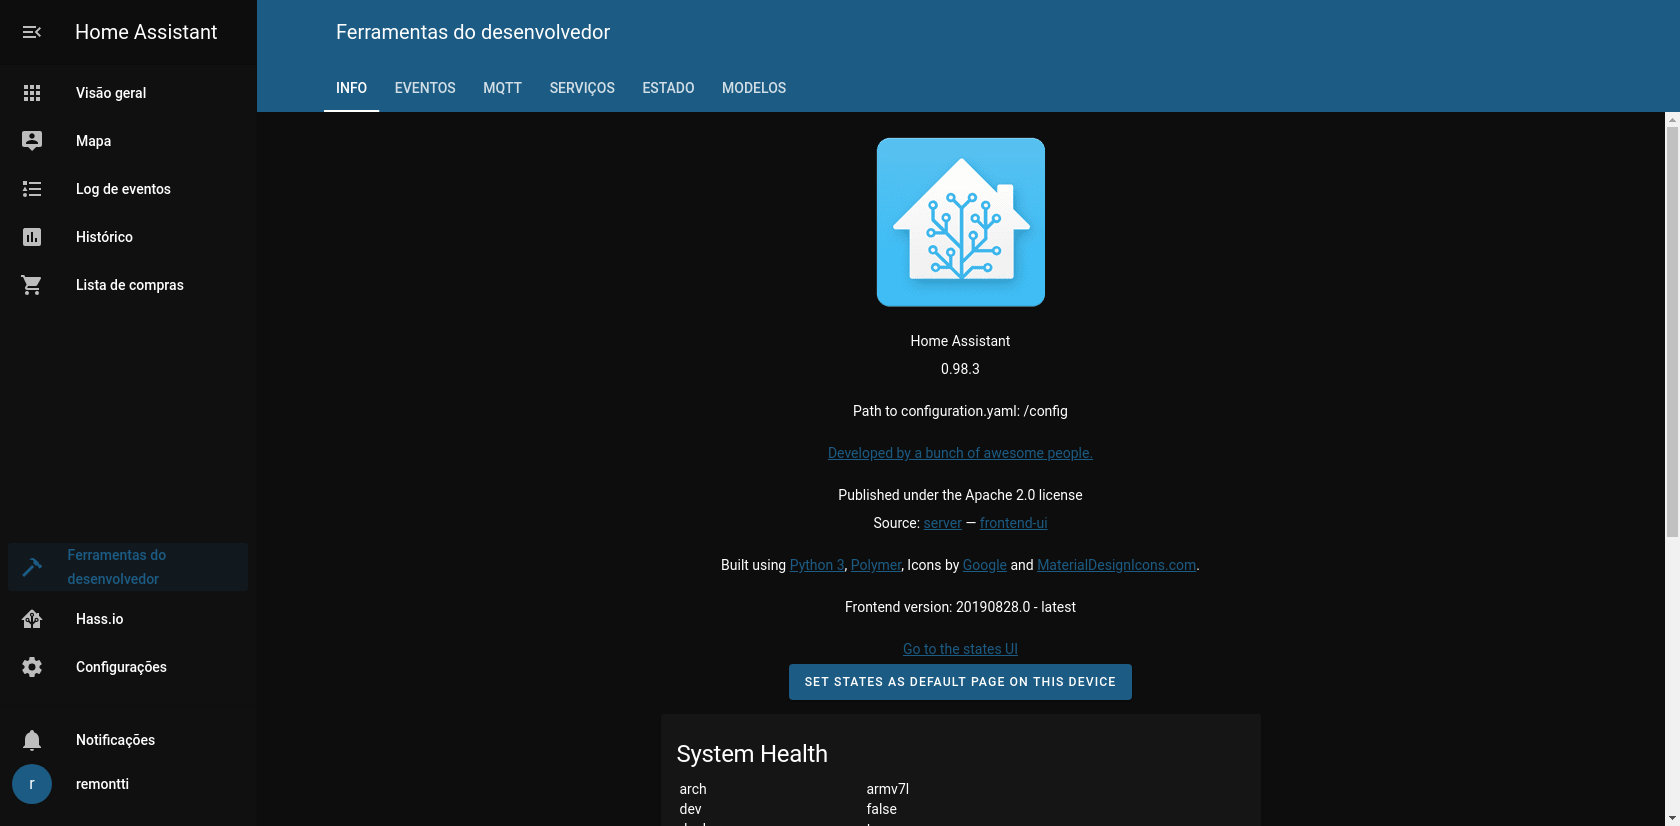 Home Assistant
Visão geral
Mapa
Log de eventos
Histórico
Lista de compras
Ferramentas do
desenvolvedor
Hass.io
Configurações
Notificações
r
remontti
Ferramentas do desenvolvedor
INFO EVENTOS MQTT SERVIÇOS ESTADO MODELOS
Home Assistant
0.98.3
Path to configuration.yaml: /config
Developed by a bunch of awesome people.
Published under the Apache 2.0 license
Source: server — frontend-ui
Built using Python 3, Polymer, Icons by Google and MaterialDesignIcons.com.
Frontend version: 20190828.0 - latest
Go to the states UI
SET STATES AS DEFAULT PAGE ON THIS DEVICE
System Health
arch armv7l
dev false